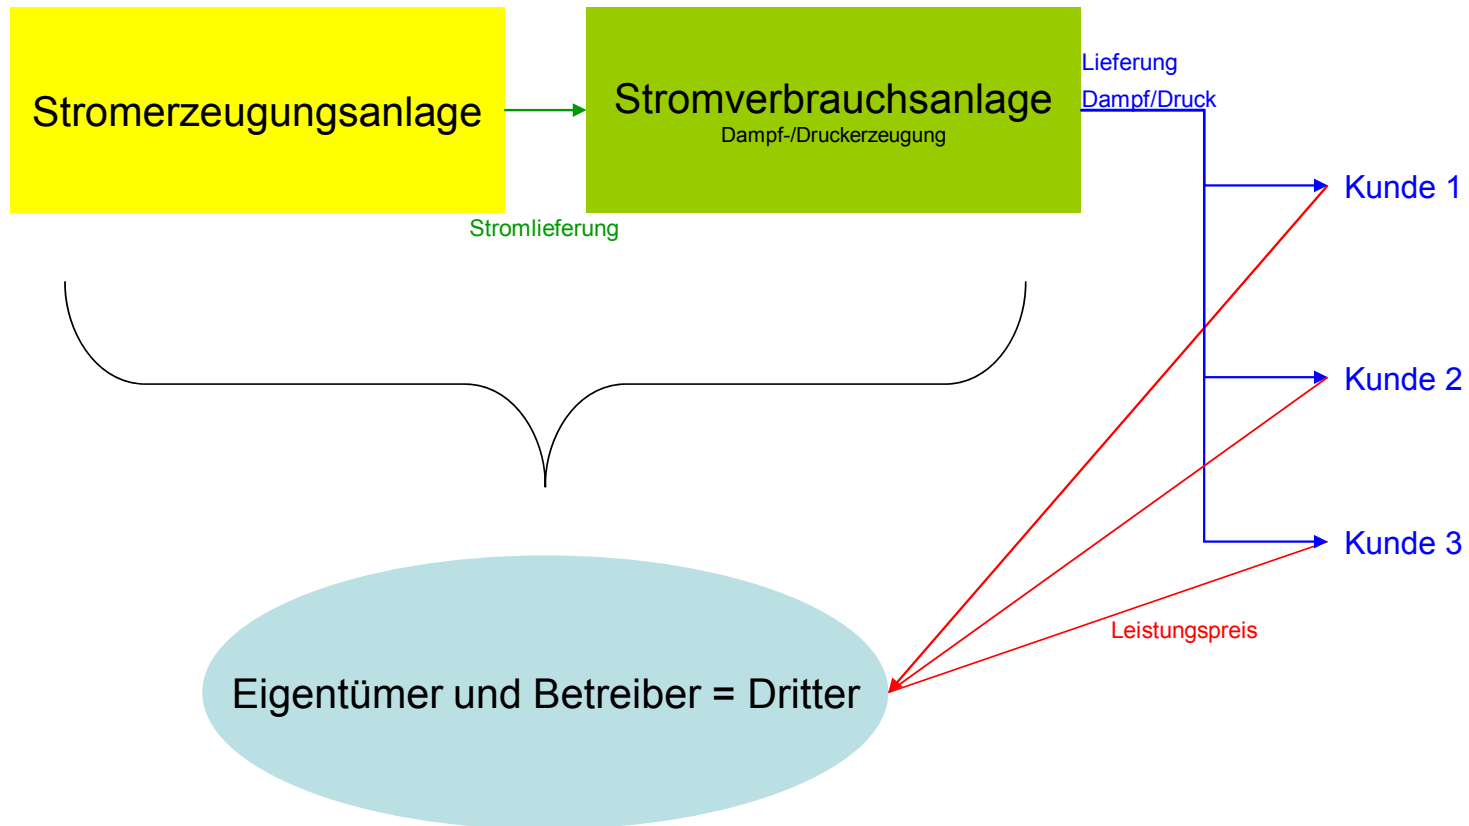 Stromerzeugungsanlage
Stromverbrauchsanlage
Dampf-/Druckerzeugung
Lieferung
Dampf/Druck
Stromlieferung
Kunde 1
Kunde 2
Kunde 3
Leistungspreis
Eigentümer und Betreiber = Dritter